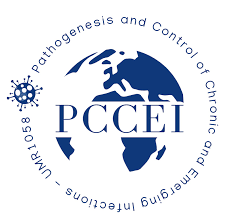 Pathogenesis and Control of Chronic and Emerging Infections - UMR1058
PCCEI